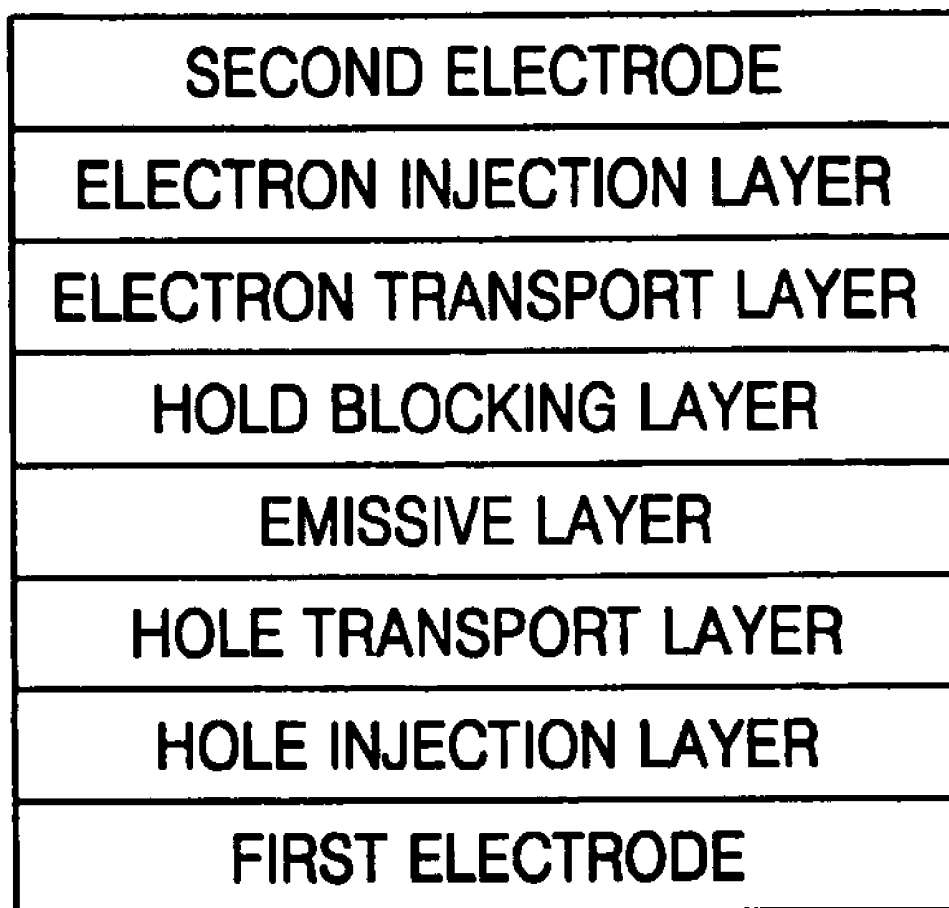 SECOND ELECTRODE
ELECTRON INJECTION LAYER
ELECTRON TRANSPORT LAYER
HOLD BLOCKING LAYER
EMISSIVE LAYER
HOLE TRANSPORT LAYER
HOLE INJECTION LAYER
FIRST ELECTRODE